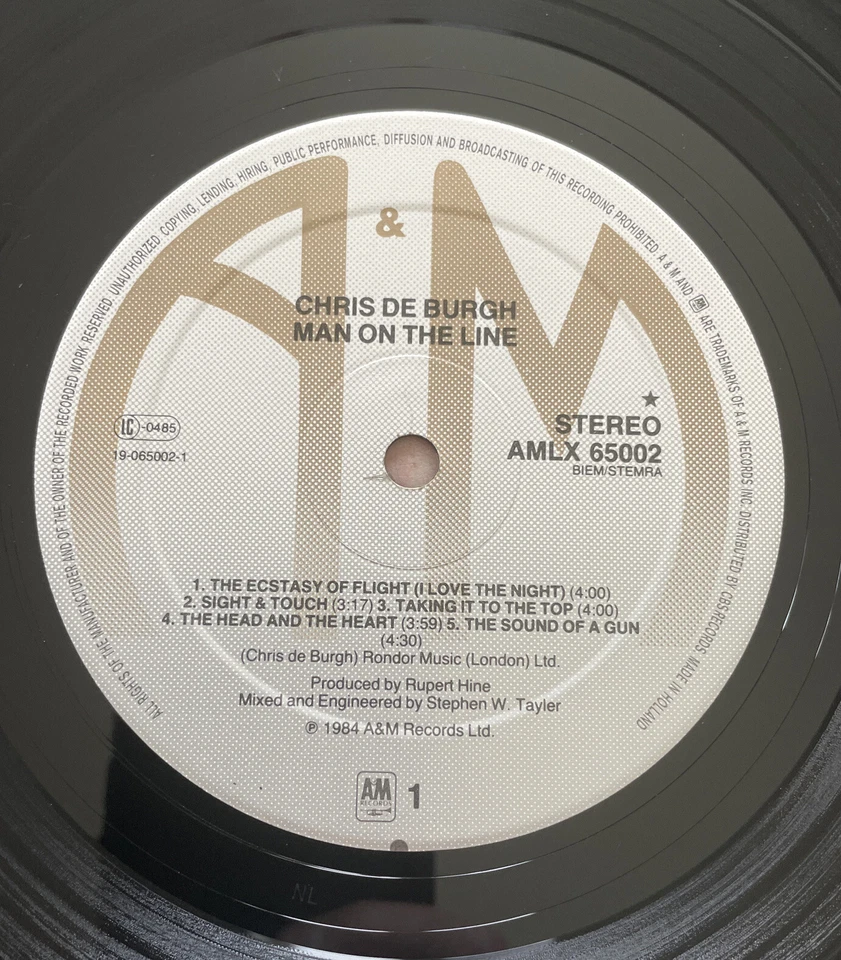 ALL RIGHTS OF THE MANUFACTURER AND OF THE OWNER OF THE RECORDED WORK RESERVED. UNAUTHORIZED COPYING, LENDING, HIRING, PUBLIC PERFORMANCE, DIFFUSION AND BROADCASTING OF THIS RECORDING PROHIBITED. A & M AND AM ARE TRADEMARKS OF A & M RECORDS INC. DISTRIBUTED BY CBS-RECORDS MADE IN HOLLAND
A&M
CHRIS DE BURGH
MAN ON THE LINE
LC-0485
19-065002-1
★
STEREO
AMLX 65002
BIEM/STEMRA
1. THE ECSTASY OF FLIGHT (I LOVE THE NIGHT) (4:00)
2. SIGHT & TOUCH (3:17) 3. TAKING IT TO THE TOP (4:00)
4. THE HEAD AND THE HEART (3:59) 5. THE SOUND OF A GUN
(4:30)
(Chris de Burgh) Rondor Music (London) Ltd.
Produced by Rupert Hine
Mixed and Engineered by Stephen W. Tayler
℗ 1984 A&M Records Ltd.
AM
RECORDS
1
NL